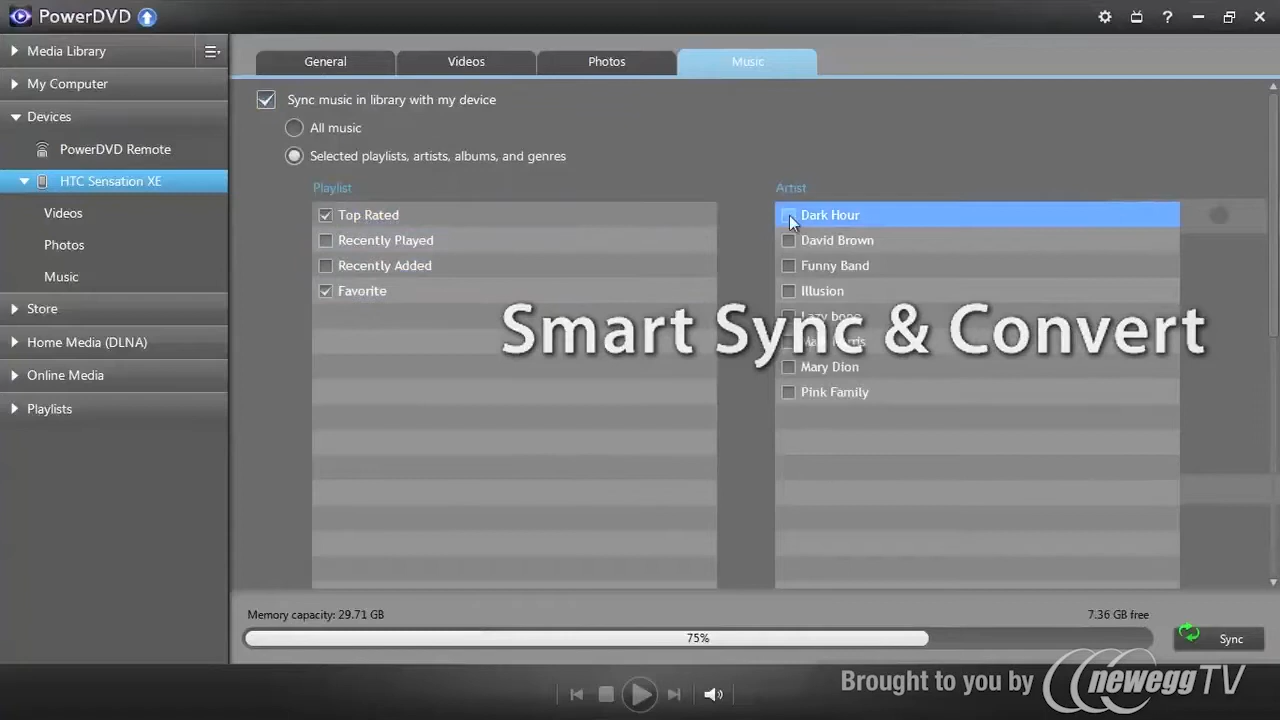 PowerDVD
Media Library
My Computer
Devices
PowerDVD Remote
HTC Sensation XE
Videos
Photos
Music
Store
Home Media (DLNA)
Online Media
Playlists
General
Videos
Photos
Music
Sync music in library with my device
All music
Selected playlists, artists, albums, and genres
Playlist
Top Rated
Recently Played
Recently Added
Favorite
Artist
Dark Hour
David Brown
Funny Band
Illusion
Lazy bone
Mary Dion
Pink Family
Smart Sync & Convert
Memory capacity: 29.71 GB
7.36 GB free
75%
Sync
Brought to you by newegg TV